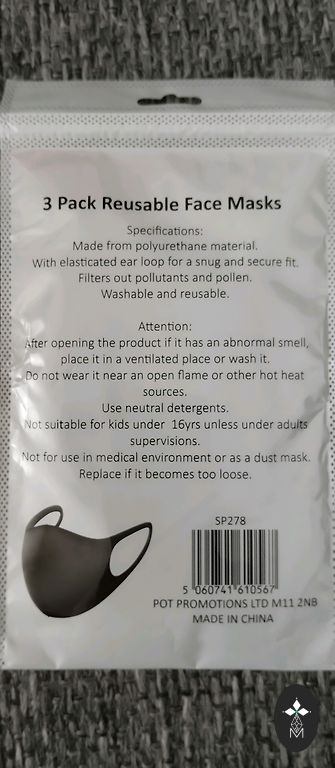 3 Pack Reusable Face Masks
Specifications:
Made from polyurethane material.
With elasticated ear loop for a snug and secure fit.
Filters out pollutants and pollen.
Washable and reusable.
Attention:
After opening the product if it has an abnormal smell,
place it in a ventilated place or wash it.
Do not wear it near an open flame or other hot heat
sources.
Use neutral detergents.
Not suitable for kids under 16yrs unless under adults
supervisions.
Not for use in medical environment or as a dust mask.
Replace if it becomes too loose.
SP278
5 060741 610567
POT PROMOTIONS LTD M11 2NB
MADE IN CHINA
M